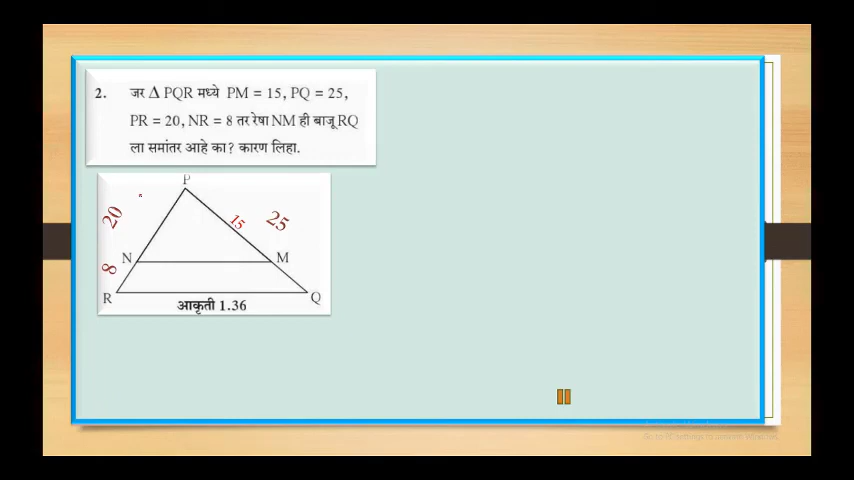 2. जर Δ PQR मध्ये PM = 15, PQ = 25,
PR = 20, NR = 8 तर रेषा NM ही बाजू RQ
ला समांतर आहे का? कारण लिहा.
P
20
15
25
N
M
8
R
Q
आकृती 1.36